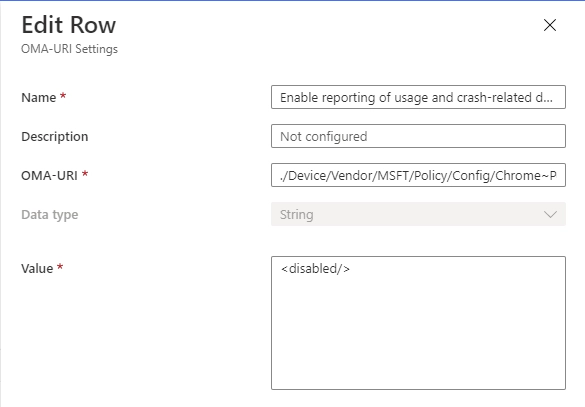 Edit Row
OMA-URI Settings
Name *
Enable reporting of usage and crash-related d...
Description
Not configured
OMA-URI *
./Device/Vendor/MSFT/Policy/Config/Chrome~P
Data type
String
Value *
<disabled/>